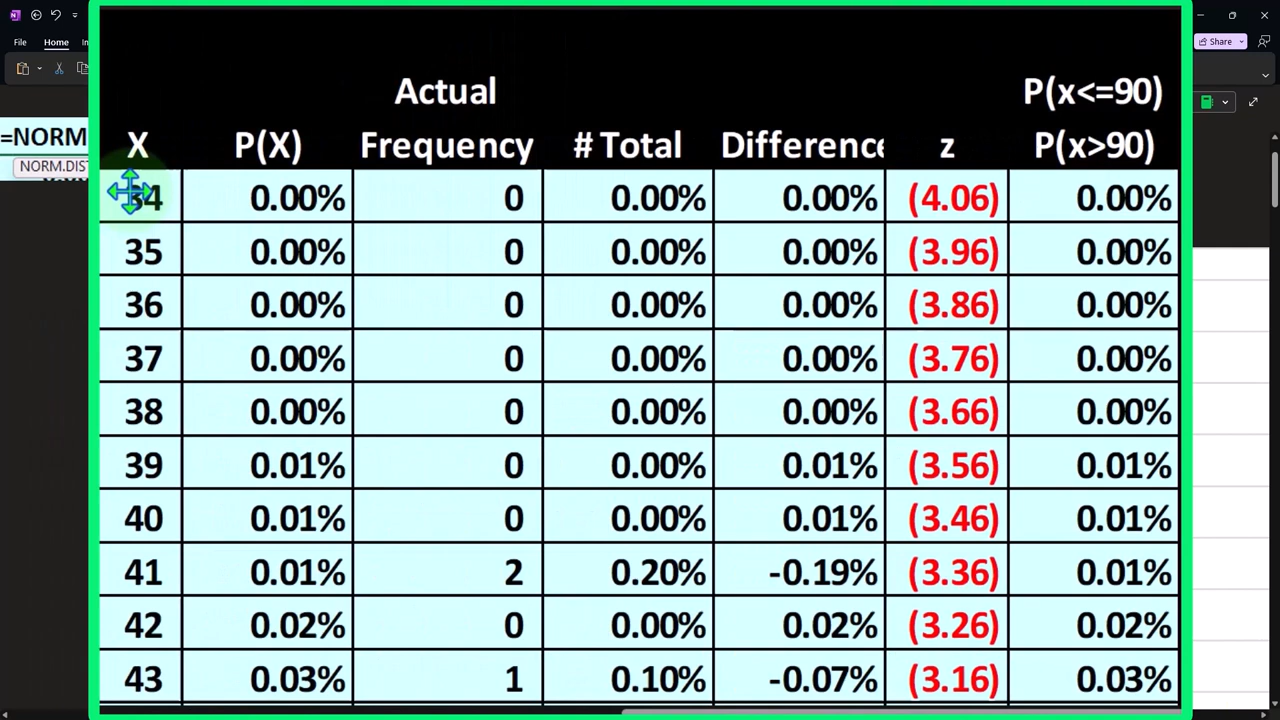 File Home In
Share
=NORM
NORM.DIS
Actual P(x<=90)
X P(X) Frequency # Total Difference z P(x>90)
34 0.00% 0 0.00% 0.00% (4.06) 0.00%
35 0.00% 0 0.00% 0.00% (3.96) 0.00%
36 0.00% 0 0.00% 0.00% (3.86) 0.00%
37 0.00% 0 0.00% 0.00% (3.76) 0.00%
38 0.00% 0 0.00% 0.00% (3.66) 0.00%
39 0.01% 0 0.00% 0.01% (3.56) 0.01%
40 0.01% 0 0.00% 0.01% (3.46) 0.01%
41 0.01% 2 0.20% -0.19% (3.36) 0.01%
42 0.02% 0 0.00% 0.02% (3.26) 0.02%
43 0.03% 1 0.10% -0.07% (3.16) 0.03%